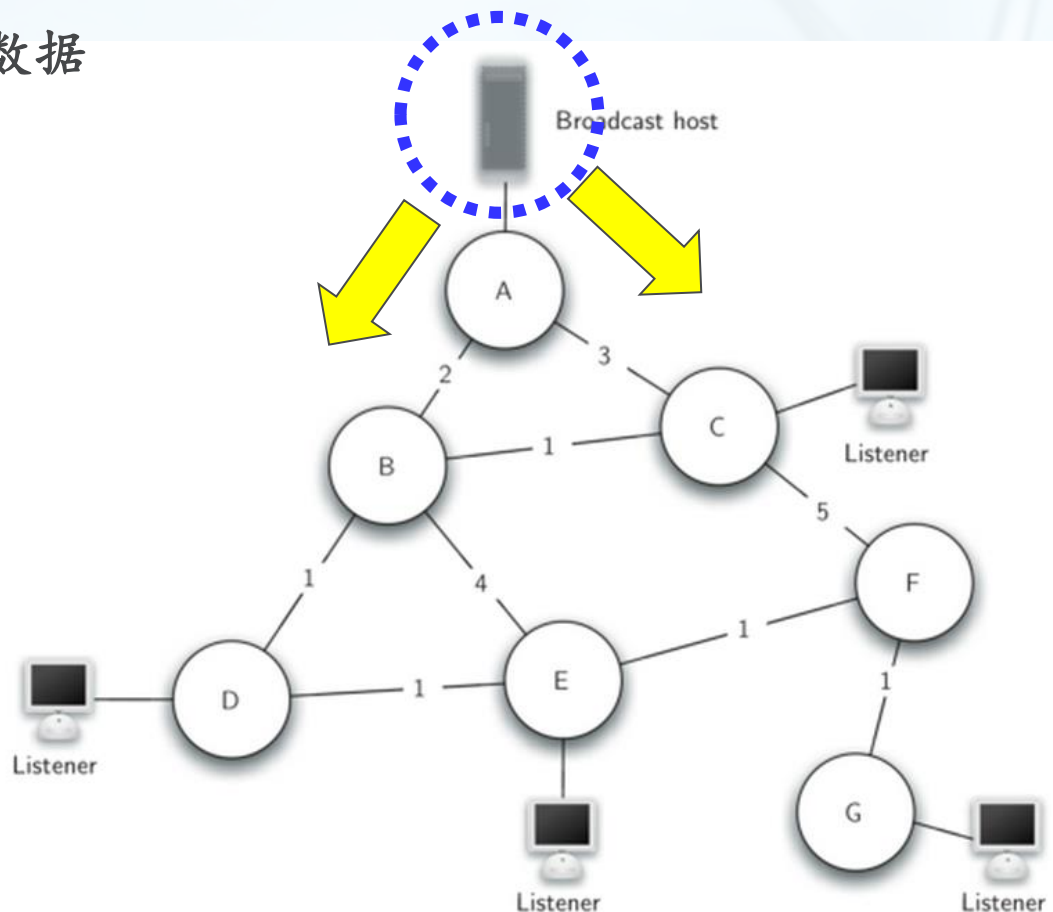 数据
Broadcast host
A
3
2
C
Listener
B
1
5
1
4
F
1
E
D
1
1
Listener
G
Listener
Listener